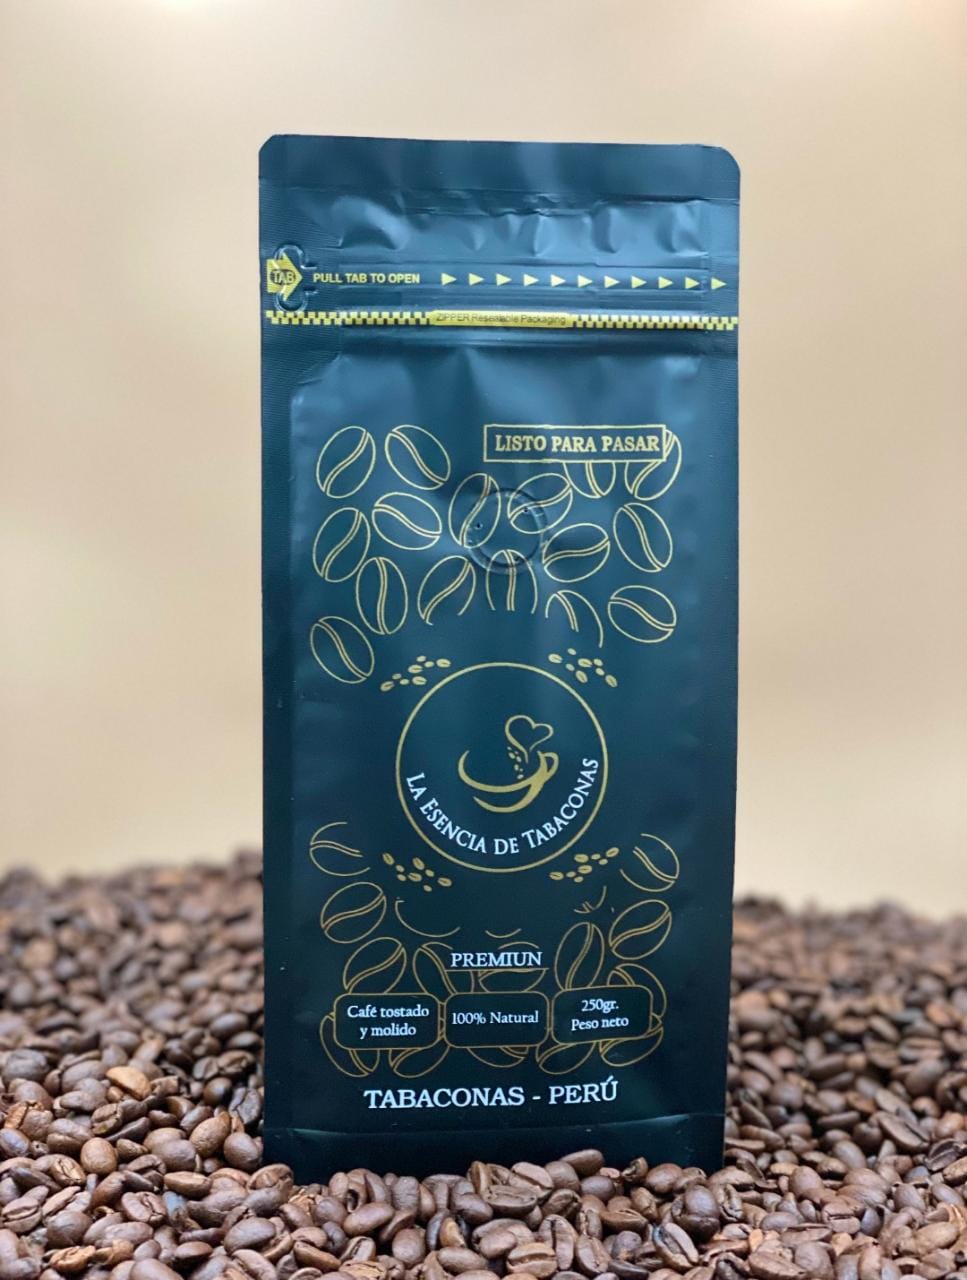 TAB
PULL TAB TO OPEN
ZIPPER Resealable Packaging
LISTO PARA PASAR
LA ESENCIA DE TABACONAS
PREMIUN
Café tostado
y molido
100% Natural
250gr.
Peso neto
TABACONAS - PERÚ